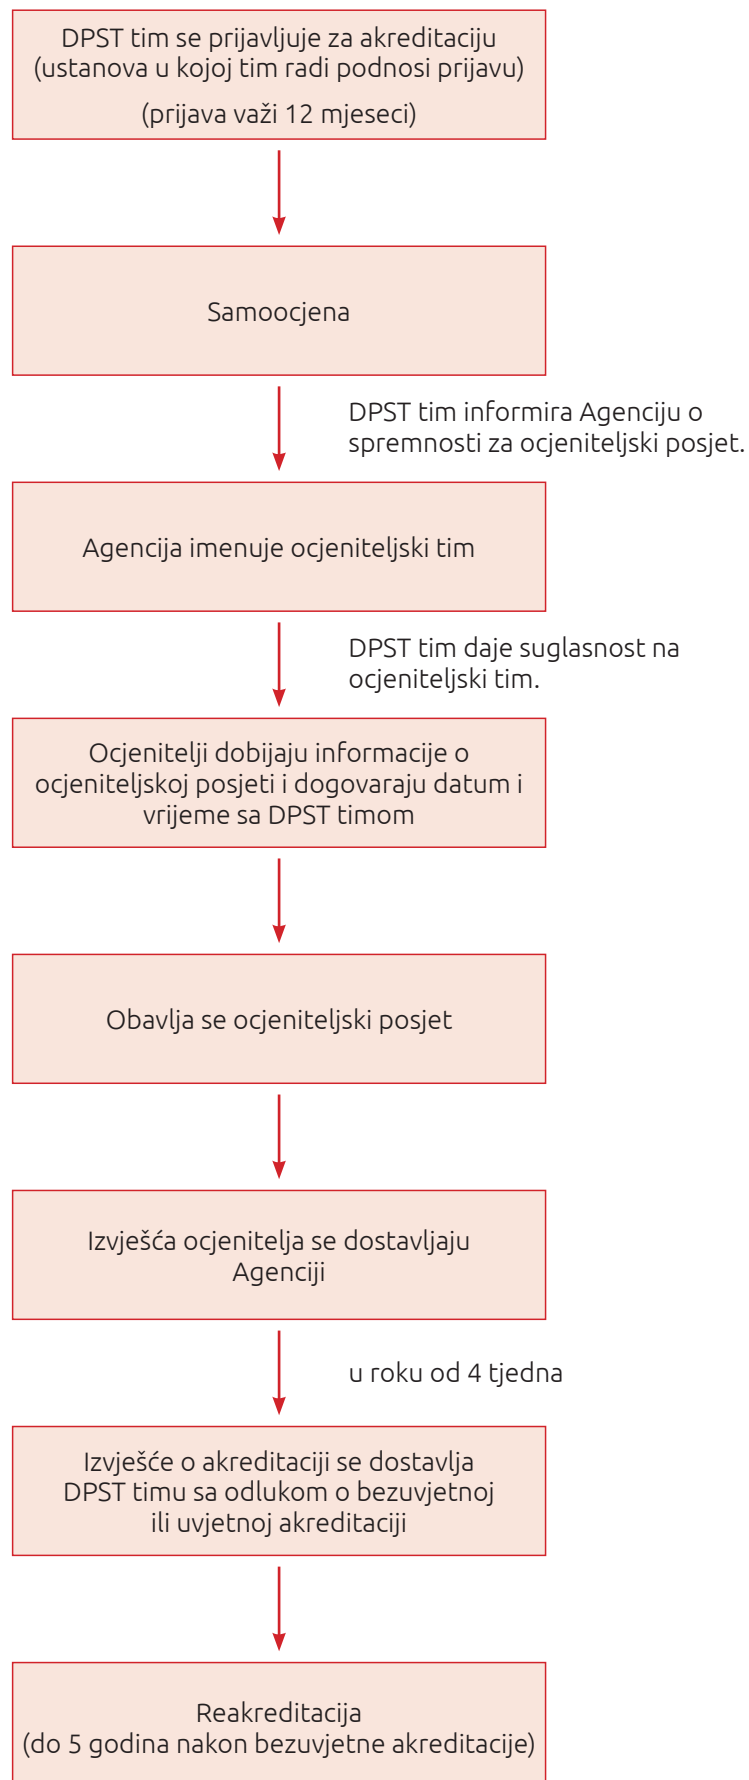 DPST tim se prijavljuje za akreditaciju
(ustanova u kojoj tim radi podnosi prijavu)
(prijava važi 12 mjeseci)
Samoocjena
DPST tim informira Agenciju o
spremnosti za ocjeniteljski posjet.
Agencija imenuje ocjeniteljski tim
DPST tim daje suglasnost na
ocjeniteljski tim.
Ocjenitelji dobijaju informacije o
ocjeniteljskoj posjeti i dogovaraju datum i
vrijeme sa DPST timom
Obavlja se ocjeniteljski posjet
Izvješća ocjenitelja se dostavljaju
Agenciji
u roku od 4 tjedna
Izvješće o akreditaciji se dostavlja
DPST timu sa odlukom o bezuvjetnoj
ili uvjetnoj akreditaciji
Reakreditacija
(do 5 godina nakon bezuvjetne akreditacije)